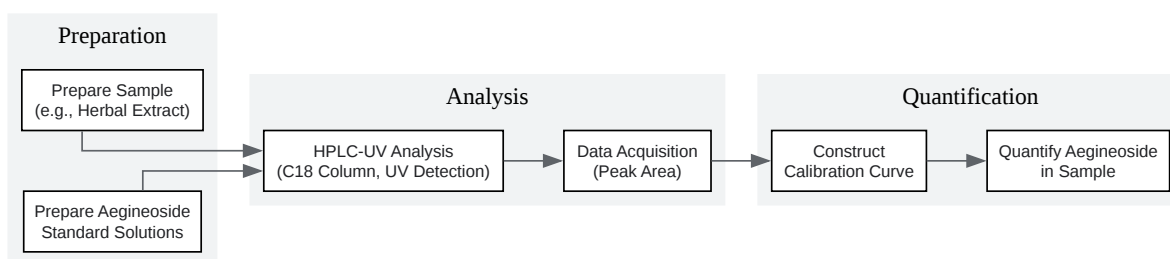 Preparation
Prepare Sample
(e.g., Herbal Extract)
Prepare Aegineoside
Standard Solutions
Analysis
HPLC-UV Analysis
(C18 Column, UV Detection)
Data Acquisition
(Peak Area)
Quantification
Construct
Calibration Curve
Quantify Aegineoside
in Sample